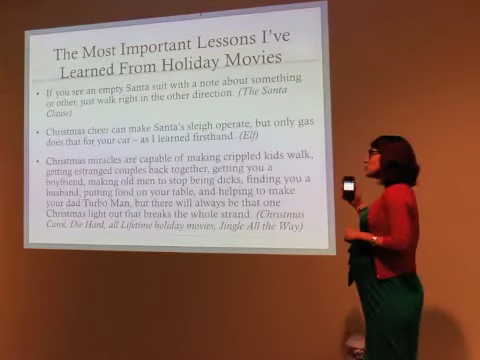 The Most Important Lessons I've
Learned From Holiday Movies
• If you see an empty Santa suit with a note about something
or other, just walk right in the other direction. (The Santa
Clause)
• Christmas cheer can make Santa's sleigh operate, but only gas
does that for your car – as I learned firsthand. (Elf)
• Christmas miracles are capable of making crippled kids walk,
getting estranged couples back together, getting you a
boyfriend, making old men to stop being dicks, finding you a
husband, putting food on your table, and helping to make
your dad Turbo Man, but there will always be that one
Christmas light out that breaks the whole strand. (Christmas
Carol, Die Hard, all Lifetime holiday movies, Jingle All the Way)